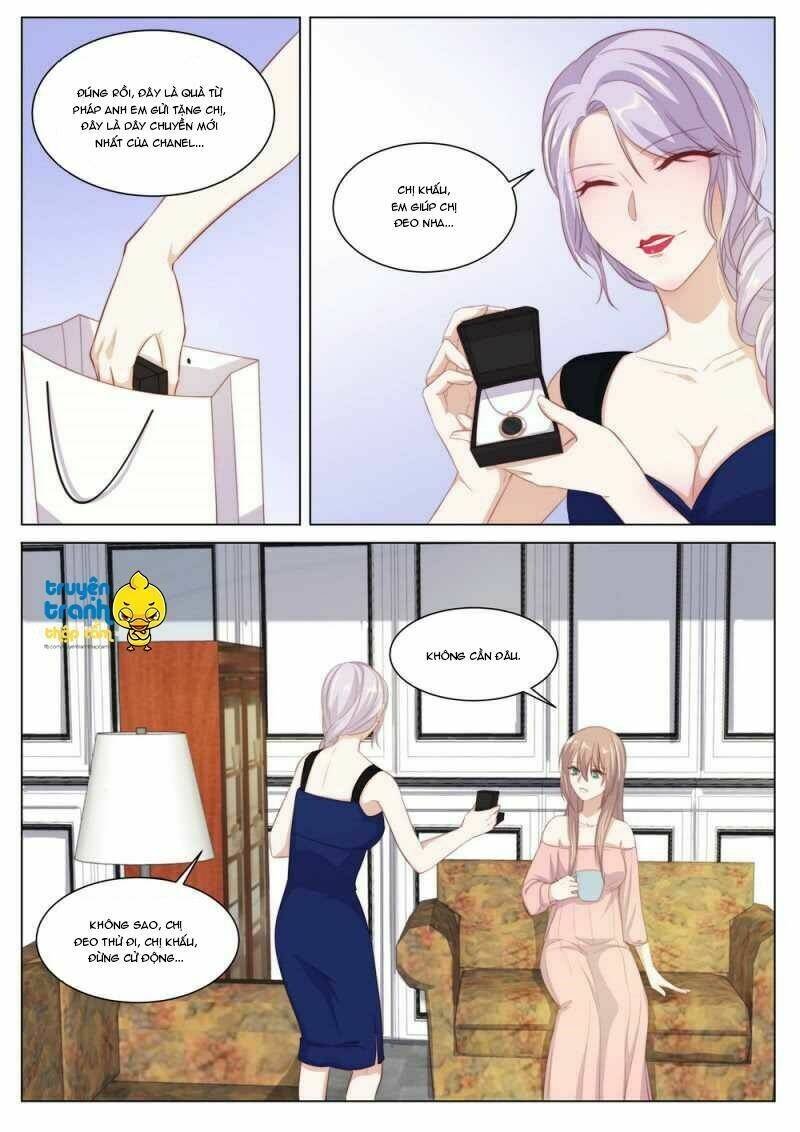 ĐÚNG RỒI, ĐÂY LÀ QUÀ TỪ
PHÁP ANH EM GỬI TẶNG CHỊ,
ĐÂY LÀ DÂY CHUYỀN MỚI
NHẤT CỦA CHANEL...
CHỊ KHẤU,
EM GIÚP CHỊ
ĐEO NHA...
truyện
tranh
thập cẩm
KHÔNG CẦN ĐÂU.
KHÔNG SAO, CHỊ
ĐEO THỬ ĐI, CHỊ KHẤU,
ĐỪNG CỬ ĐỘNG...